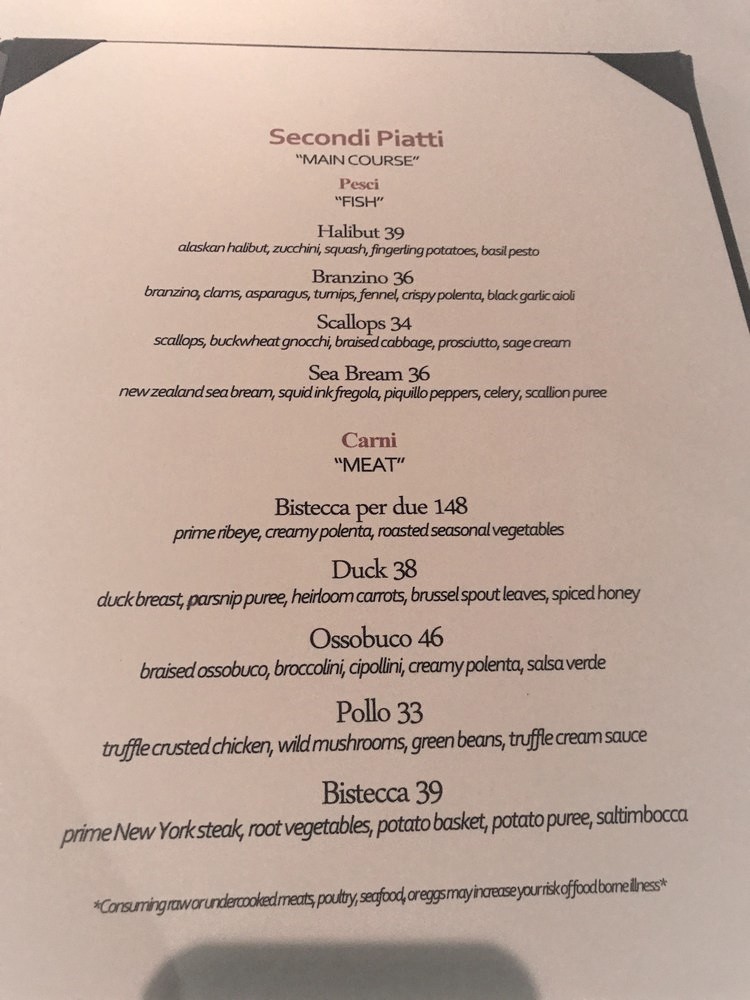 Secondi Piatti
"MAIN COURSE"
Pesci
"FISH"
Halibut 39
alaskan halibut, zucchini, squash, fingerling potatoes, basil pesto
Branzino 36
branzino, clams, asparagus, turnips, fennel, crispy polenta, black garlic aioli
Scallops 34
scallops, buckwheat gnocchi, braised cabbage, prosciutto, sage cream
Sea Bream 36
new zealand sea bream, squid ink fregola, piquillo peppers, celery, scallion puree
Carni
"MEAT"
Bistecca per due 148
prime ribeye, creamy polenta, roasted seasonal vegetables
Duck 38
duck breast, parsnip puree, heirloom carrots, brussel spout leaves, spiced honey
Ossobuco 46
braised ossobuco, broccolini, cipollini, creamy polenta, salsa verde
Pollo 33
truffle crusted chicken, wild mushrooms, green beans, truffle cream sauce
Bistecca 39
prime New York steak, root vegetables, potato basket, potato puree, saltimbocca
*Consuming raw or undercooked meats, poultry, seafood, or eggs may increase your risk of food borne illness*